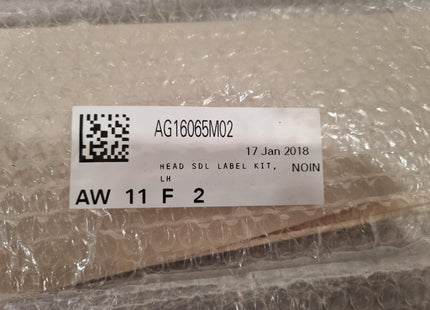 AG16065M02
17 Jan 2018
HEAD SDL LABEL KIT, NOIN
LH
AW 11 F 2